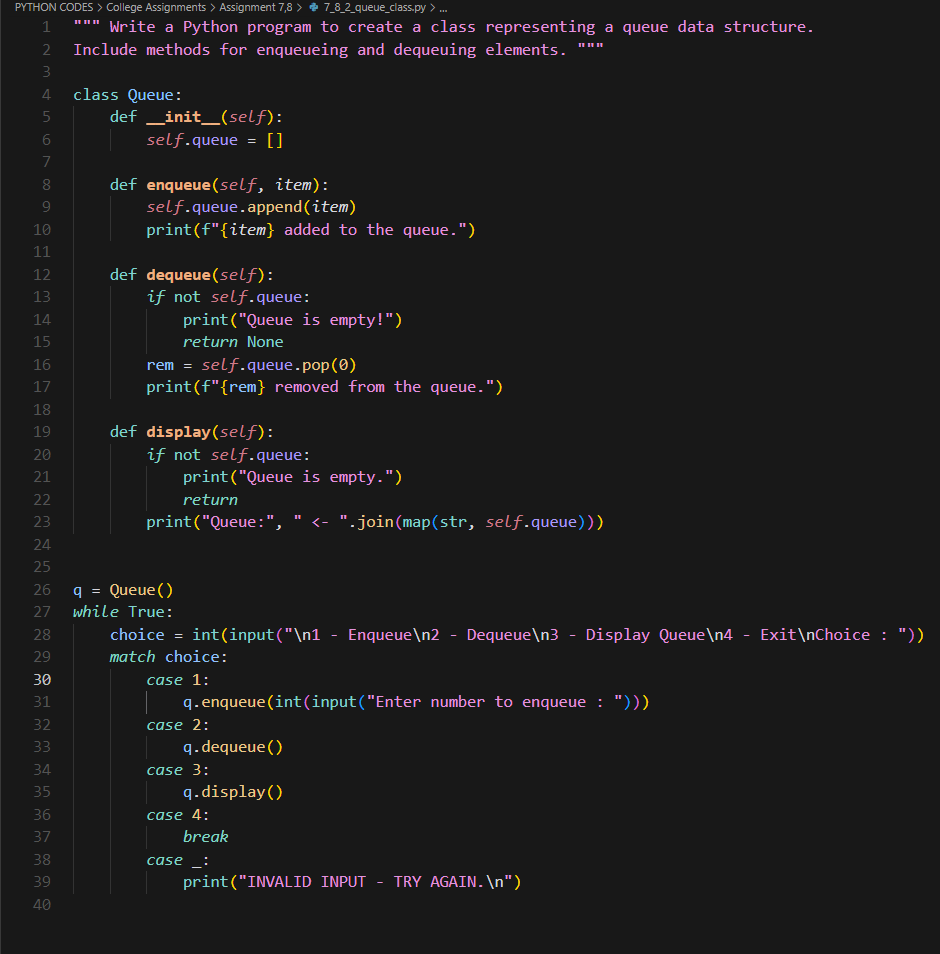 PYTHON CODES > College Assignments > Assignment 7,8 > 7_8_2_queue_class.py > ...
1 """ Write a Python program to create a class representing a queue data structure.
2 Include methods for enqueueing and dequeuing elements. """
3
4 class Queue:
5     def __init__(self):
6         self.queue = []
7
8     def enqueue(self, item):
9         self.queue.append(item)
10         print(f"{item} added to the queue.")
11
12     def dequeue(self):
13         if not self.queue:
14             print("Queue is empty!")
15             return None
16         rem = self.queue.pop(0)
17         print(f"{rem} removed from the queue.")
18
19     def display(self):
20         if not self.queue:
21             print("Queue is empty.")
22             return
23         print("Queue:", " <- ".join(map(str, self.queue)))
24
25
26 q = Queue()
27 while True:
28     choice = int(input("\n1 - Enqueue\n2 - Dequeue\n3 - Display Queue\n4 - Exit\nChoice : "))
29     match choice:
30         case 1:
31             q.enqueue(int(input("Enter number to enqueue : ")))
32         case 2:
33             q.dequeue()
34         case 3:
35             q.display()
36         case 4:
37             break
38         case _:
39             print("INVALID INPUT - TRY AGAIN.\n")
40